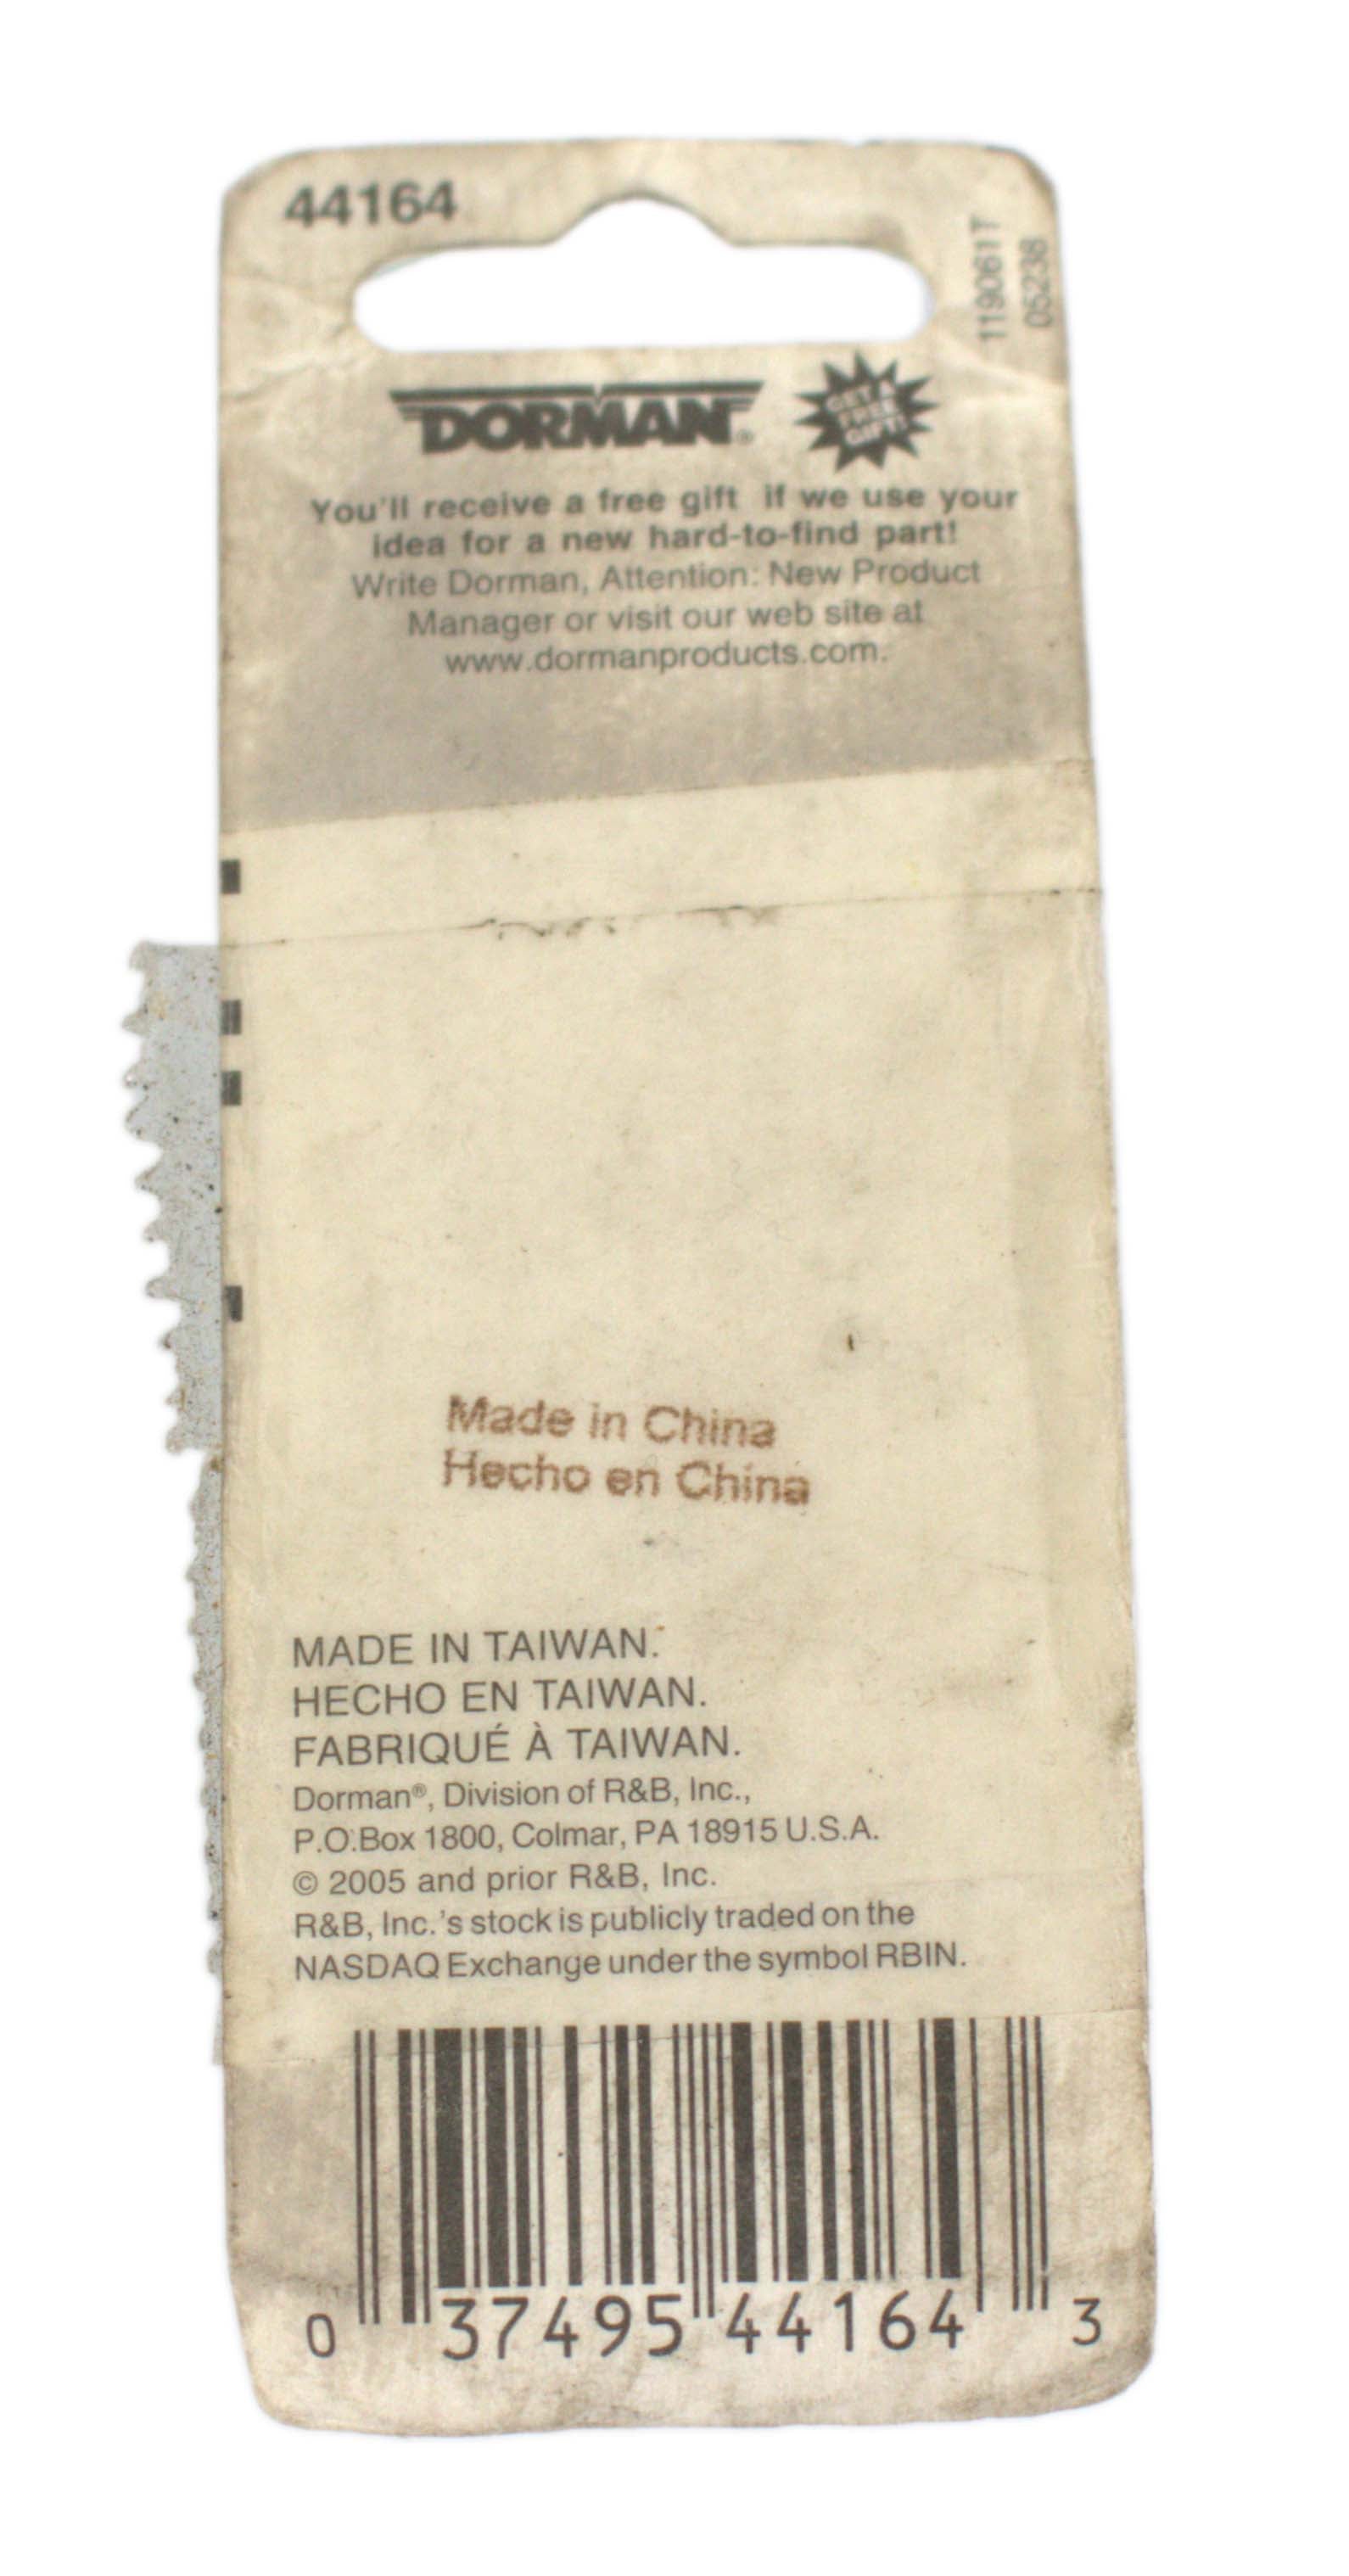 44164
1190617
05238
DORMAN®
GET A
FREE
GIFT!
You'll receive a free gift if we use your
idea for a new hard-to-find part!
Write Dorman, Attention: New Product
Manager or visit our web site at
www.dormanproducts.com.
Made in China
Hecho en China
MADE IN TAIWAN.
HECHO EN TAIWAN.
FABRIQUÉ À TAIWAN.
Dorman®, Division of R&B, Inc.,
P.O.Box 1800, Colmar, PA 18915 U.S.A.
© 2005 and prior R&B, Inc.
R&B, Inc.'s stock is publicly traded on the
NASDAQ Exchange under the symbol RBIN.
0 37495 44164 3